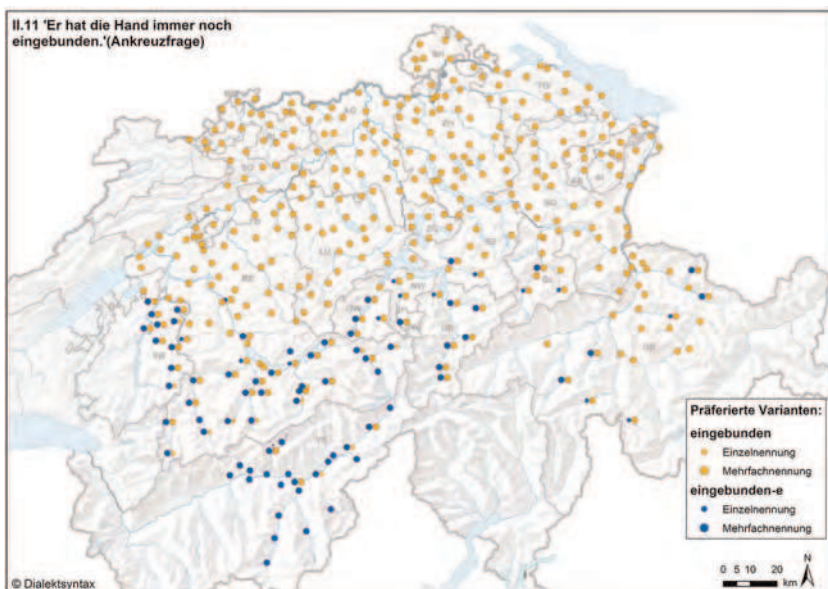 II.11 'Er hat die Hand immer noch
eingebunden.'(Ankreuzfrage)
Präferierte Varianten:
eingebunden
Einzelnennung
Mehrfachnennung
eingebunden-e
Einzelnennung
Mehrfachnennung
N
0 5 10 20
km
© Dialektsyntax